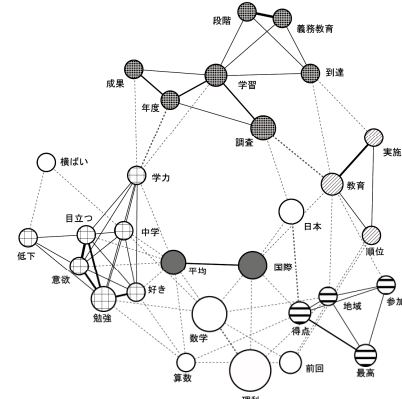 段階
義務教育
成果
学習
到達
年度
調査
実施
横ばい
学力
教育
目立つ
中学
日本
低下
順位
意欲
平均
国際
好き
勉強
地域
参加
得点
数学
算数
前回
最高